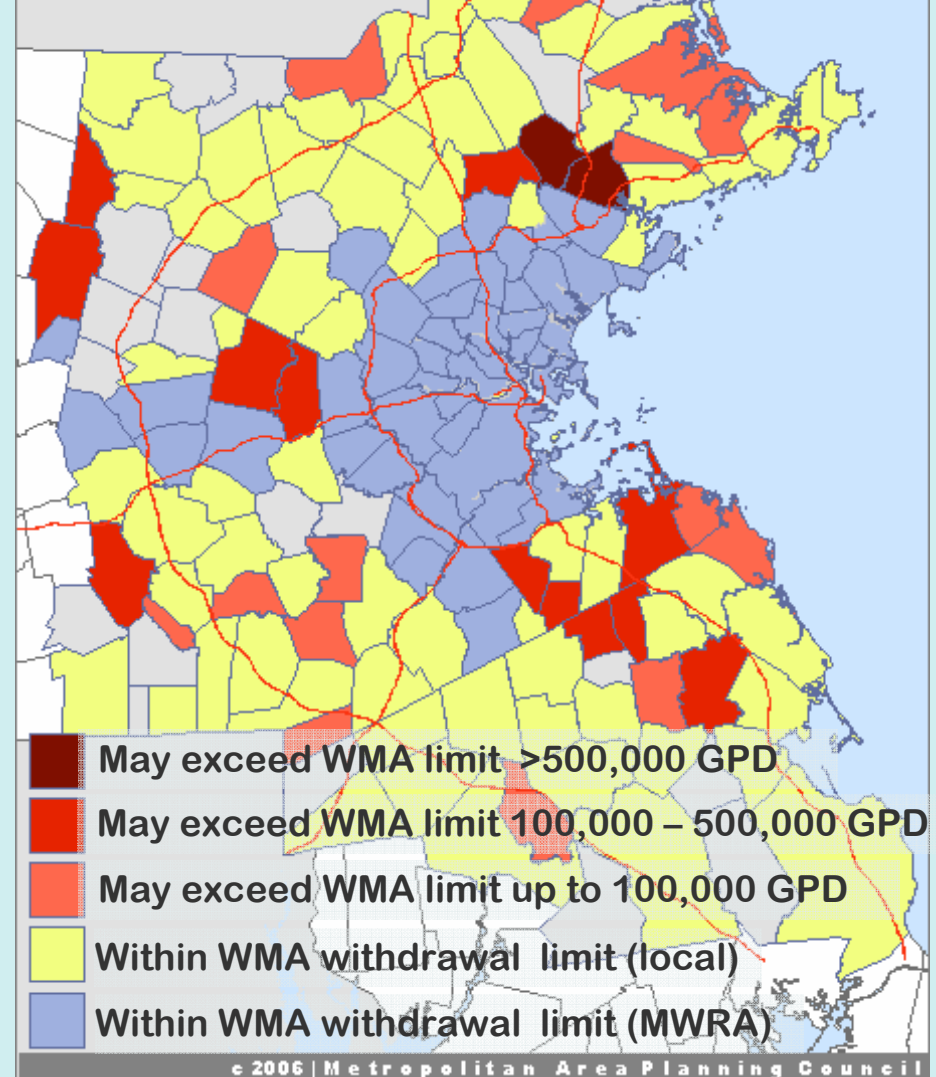 May exceed WMA limit >500,000 GPD
May exceed WMA limit 100,000 – 500,000 GPD
May exceed WMA limit up to 100,000 GPD
Within WMA withdrawal limit (local)
Within WMA withdrawal limit (MWRA)
c 2006 | Metropolitan Area Planning Council